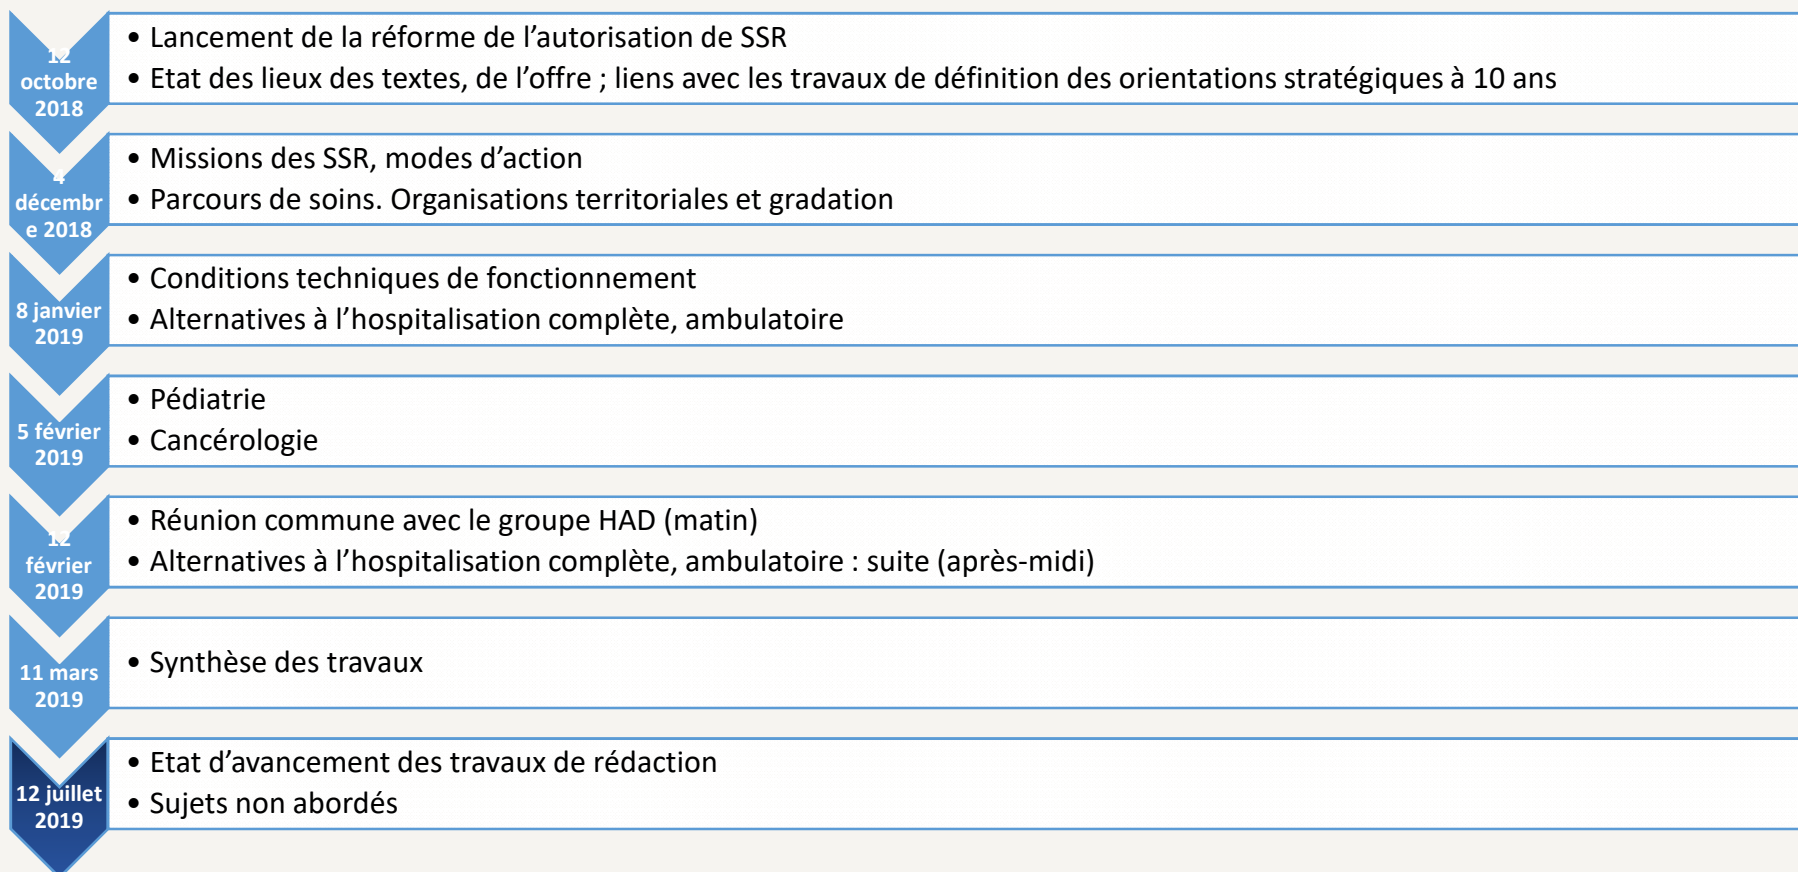 12
octobre
2018
• Lancement de la réforme de l’autorisation de SSR
• Etat des lieux des textes, de l’offre ; liens avec les travaux de définition des orientations stratégiques à 10 ans
4
décembr
e 2018
• Missions des SSR, modes d’action
• Parcours de soins. Organisations territoriales et gradation
8 janvier
2019
• Conditions techniques de fonctionnement
• Alternatives à l’hospitalisation complète, ambulatoire
5 février
2019
• Pédiatrie
• Cancérologie
12
février
2019
• Réunion commune avec le groupe HAD (matin)
• Alternatives à l’hospitalisation complète, ambulatoire : suite (après-midi)
11 mars
2019
• Synthèse des travaux
12 juillet
2019
• Etat d’avancement des travaux de rédaction
• Sujets non abordés